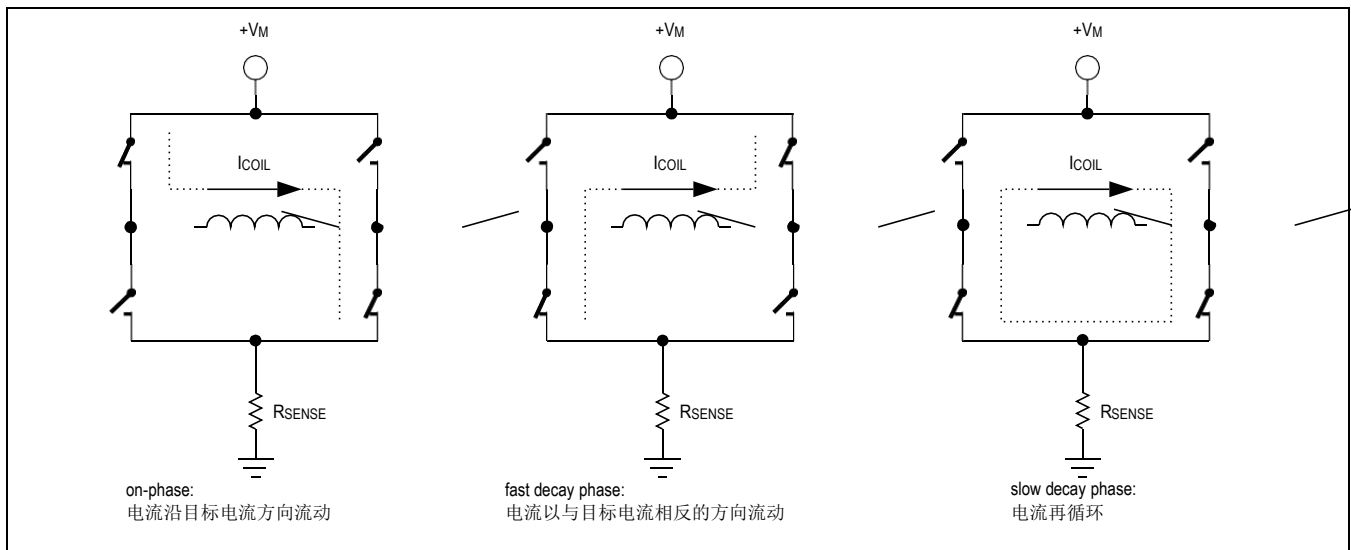 +VM
+VM
+VM
ICOIL
ICOIL
ICOIL
RSENSE
RSENSE
RSENSE
on-phase:
电流沿目标电流方向流动
fast decay phase:
电流以与目标电流相反的方向流动
slow decay phase:
电流再循环